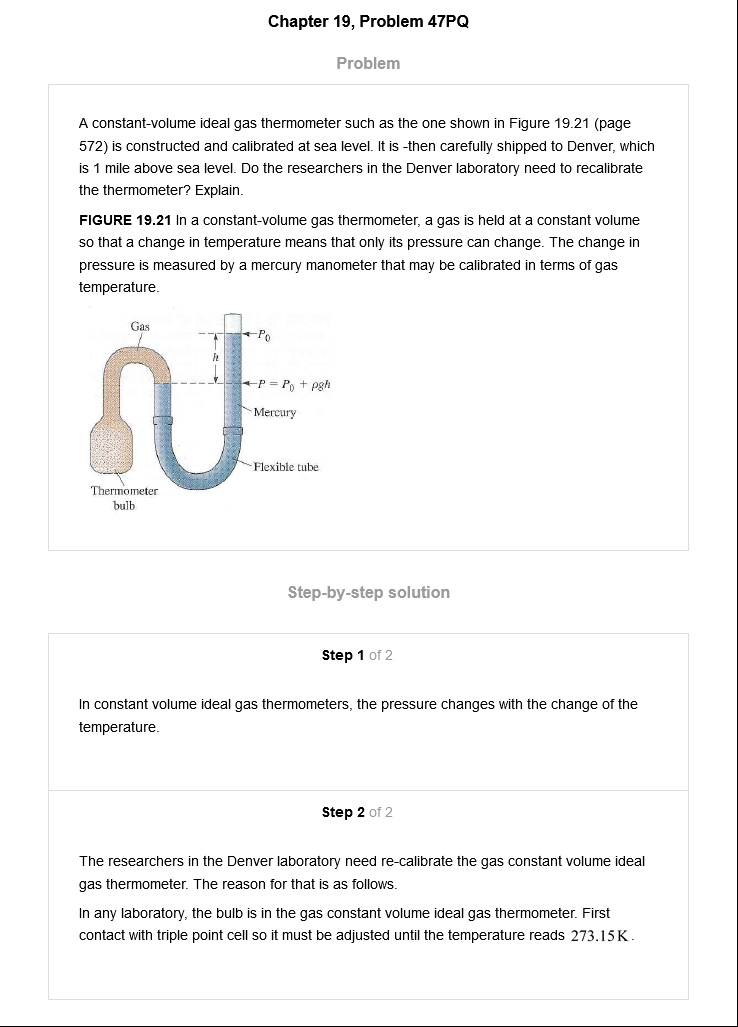 Chapter 19, Problem 47PQ
Problem
A constant-volume ideal gas thermometer such as the one shown in Figure 19.21 (page
572) is constructed and calibrated at sea level. It is -then carefully shipped to Denver, which
is 1 mile above sea level. Do the researchers in the Denver laboratory need to recalibrate
the thermometer? Explain.
FIGURE 19.21 In a constant-volume gas thermometer, a gas is held at a constant volume
so that a change in temperature means that only its pressure can change. The change in
pressure is measured by a mercury manometer that may be calibrated in terms of gas
temperature.
Gas
P₀
h
P = P₀ + ρgh
Mercury
Flexible tube
Thermometer
bulb
Step-by-step solution
Step 1 of 2
In constant volume ideal gas thermometers, the pressure changes with the change of the
temperature.
Step 2 of 2
The researchers in the Denver laboratory need re-calibrate the gas constant volume ideal
gas thermometer. The reason for that is as follows.
In any laboratory, the bulb is in the gas constant volume ideal gas thermometer. First
contact with triple point cell so it must be adjusted until the temperature reads 273.15K.